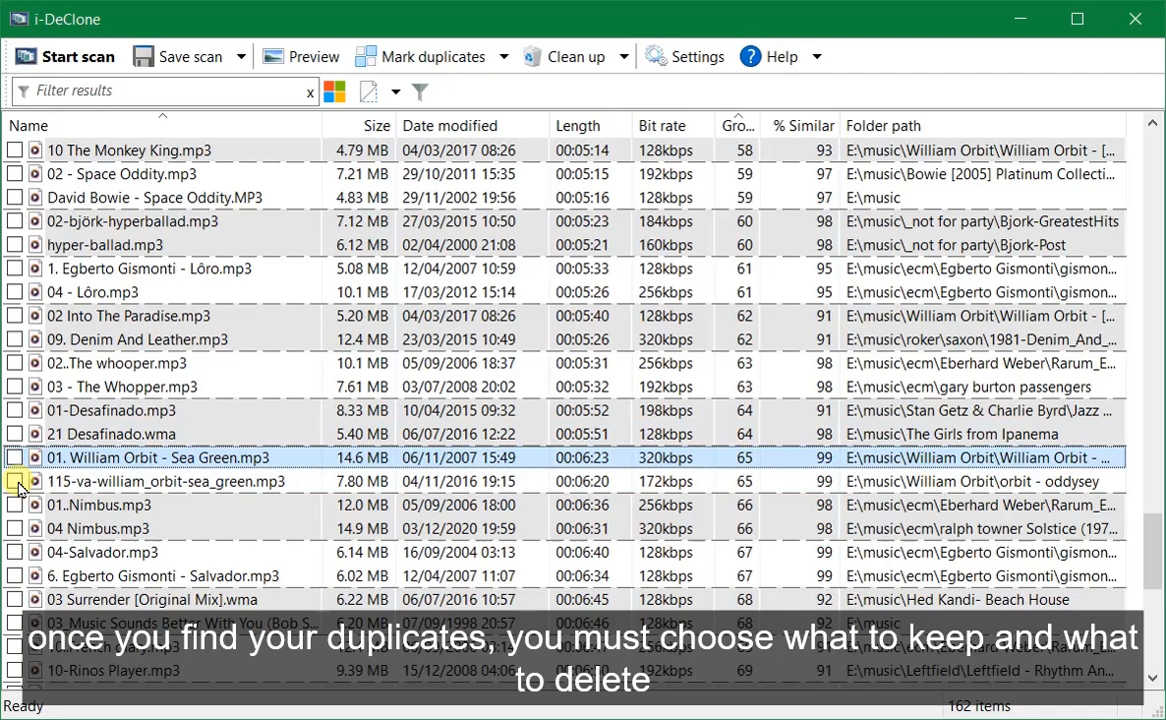 i-DeClone
Start scan Save scan Preview Mark duplicates Clean up Settings ? Help
Filter results x
Name Size Date modified Length Bit rate Gro... % Similar Folder path
10 The Monkey King.mp3 4.79 MB 04/03/2017 08:26 00:05:14 128kbps 58 93 E:\music\William Orbit\William Orbit - [...
02 - Space Oddity.mp3 7.21 MB 29/10/2011 15:35 00:05:15 192kbps 59 97 E:\music\Bowie [2005] Platinum Collecti...
David Bowie - Space Oddity.MP3 4.83 MB 29/11/2002 19:56 00:05:16 128kbps 59 97 E:\music
02-björk-hyperballad.mp3 7.12 MB 27/03/2015 10:50 00:05:23 184kbps 60 98 E:\music\_not for party\Bjork-GreatestHits
hyper-ballad.mp3 6.12 MB 02/04/2000 21:08 00:05:21 160kbps 60 98 E:\music\_not for party\Bjork-Post
1. Egberto Gismonti - Lôro.mp3 5.08 MB 12/04/2007 10:59 00:05:33 128kbps 61 95 E:\music\ecm\Egberto Gismonti\gismon...
04 - Lôro.mp3 10.1 MB 17/03/2012 15:14 00:05:26 256kbps 61 95 E:\music\ecm\Egberto Gismonti\gismon...
02 Into The Paradise.mp3 5.20 MB 04/03/2017 08:26 00:05:40 128kbps 62 91 E:\music\William Orbit\William Orbit - [...
09. Denim And Leather.mp3 12.4 MB 23/03/2015 10:49 00:05:26 320kbps 62 91 E:\music\roker\saxon\1981-Denim_And_...
02..The whooper.mp3 10.1 MB 05/09/2006 18:37 00:05:31 256kbps 63 98 E:\music\ecm\Eberhard Weber\Rarum_E...
03 - The Whopper.mp3 7.61 MB 03/07/2008 20:02 00:05:32 192kbps 63 98 E:\music\ecm\gary burton passengers
01-Desafinado.mp3 8.33 MB 10/04/2015 09:32 00:05:52 198kbps 64 91 E:\music\Stan Getz & Charlie Byrd\Jazz ...
21 Desafinado.wma 5.40 MB 06/07/2016 12:22 00:05:51 128kbps 64 91 E:\music\The Girls from Ipanema
01. William Orbit - Sea Green.mp3 14.6 MB 06/11/2007 15:49 00:06:23 320kbps 65 99 E:\music\William Orbit\William Orbit - ...
115-va-william_orbit-sea_green.mp3 7.80 MB 04/11/2016 19:15 00:06:20 172kbps 65 99 E:\music\William\orbit - oddysey
01..Nimbus.mp3 12.0 MB 05/09/2006 18:00 00:06:36 256kbps 66 98 E:\music\ecm\Eberhard Weber\Rarum_E...
04 Nimbus.mp3 14.9 MB 03/12/2020 19:59 00:06:31 320kbps 66 98 E:\music\ecm\ralph towner Solstice (197...
04-Salvador.mp3 6.14 MB 16/09/2004 03:13 00:06:40 128kbps 67 99 E:\music\ecm\Egberto Gismonti\gismon...
6. Egberto Gismonti - Salvador.mp3 6.02 MB 12/04/2007 11:07 00:06:34 128kbps 67 99 E:\music\ecm\Egberto Gismonti\gismon...
03 Surrender [Original Mix].wma 6.22 MB 06/07/2016 10:57 00:06:45 128kbps 68 92 E:\music\Hed Kandi- Beach House
03_Music Sounds Better With You (Bob S... 6.20 MB 68 92 E:\music
once you find your duplicates, you must choose what to keep and what
to delete
10-Rinos Player.mp3 9.39 MB 15/12/2008 04:06 E:\music\Leftfield\Leftfield - Rhythm An...
Ready 162 items